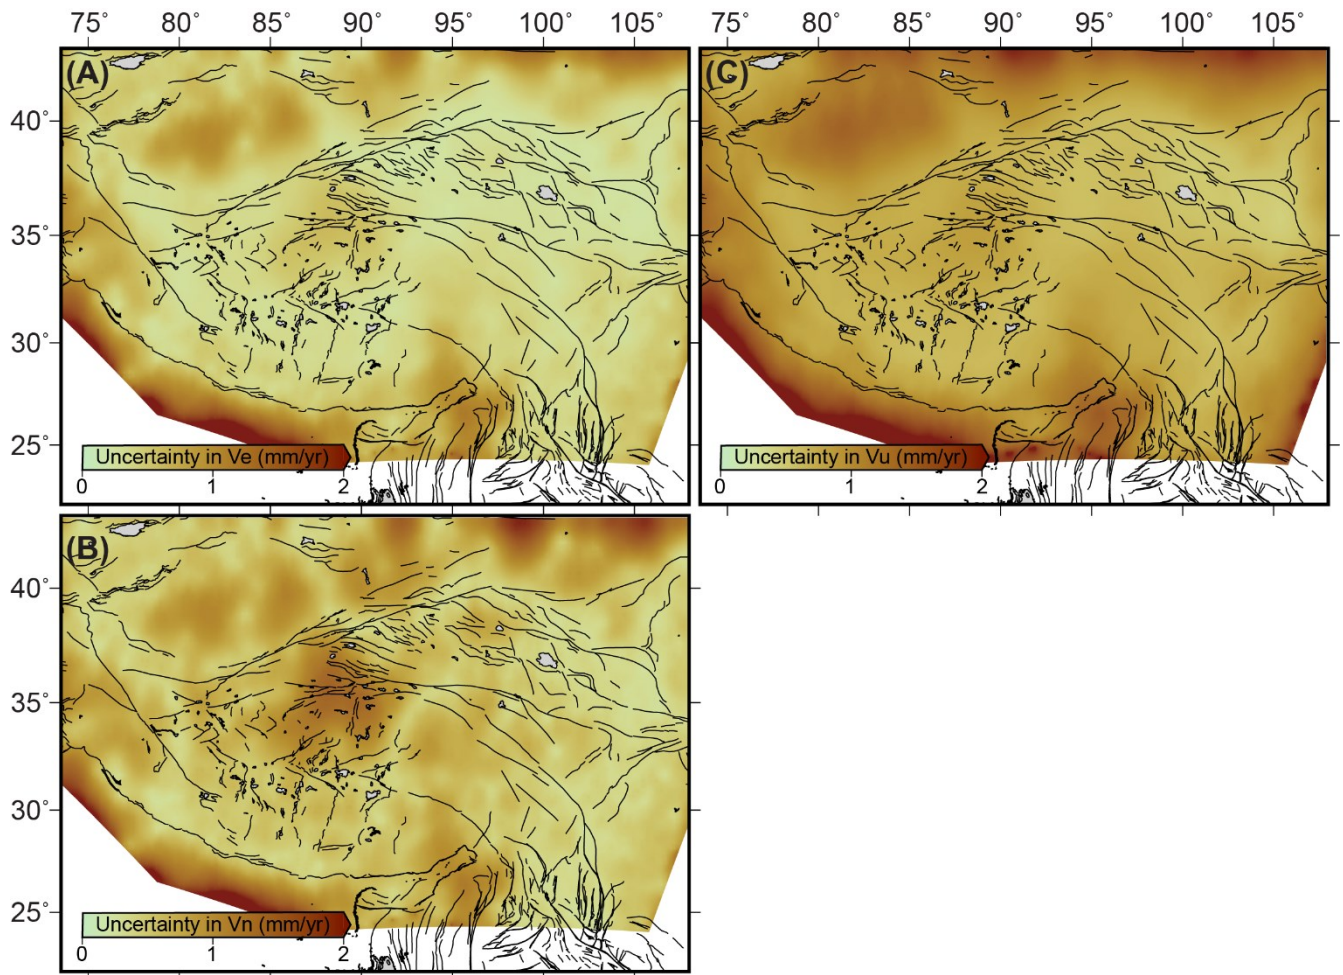 75° 80° 85° 90° 95° 100° 105° 75° 80° 85° 90° 95° 100° 105°
(A) (C)
40°
35°
30°
25°
Uncertainty in Ve (mm/yr) Uncertainty in Vu (mm/yr)
0 1 2 0 1 2
(B)
40°
35°
30°
25°
Uncertainty in Vn (mm/yr)
0 1 2